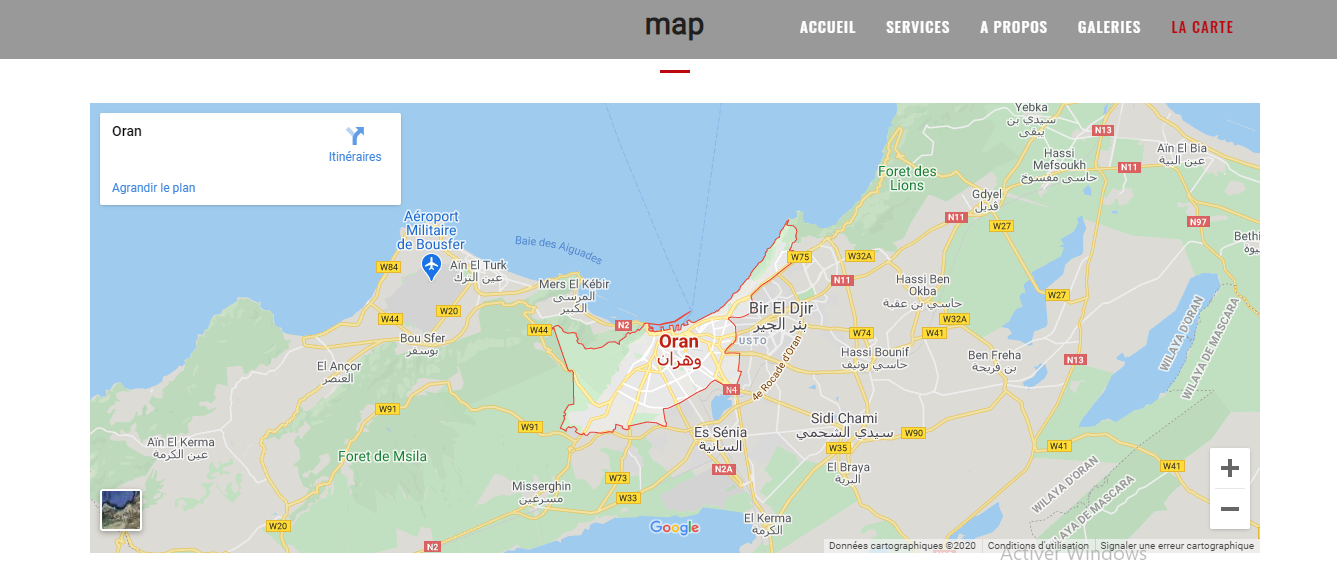 map
ACCUEIL
SERVICES
A PROPOS
GALERIES
LA CARTE
Oran
Itinéraires
Agrandir le plan
Yebka
سيدي بن
يبقى
N13
Hassi
Mefsoukh
حاسي مفسوخ
N11
Aïn El Bia
عين البية
Foret des
Lions
Gdyel
قديل
N11
W27
N97
Aéroport
Militaire
de Bousfer
Baie des Aiguades
Bethi
W84
Aïn El Turk
عين الترك
W75
W32A
N11
Hassi Ben
Okba
حاسي بن عقبة
Mers El Kébir
المرسى
الكبير
W27
W20
W44
W44
N2
Bir El Djir
بئر الجير
W32A
W74
W41
USTO
Bou Sfer
بوسفر
Oran
وهران
El Ançor
العنصر
Hassi Bounif
حاسي بونيف
Ben Freha
بن فريحة
N13
WILAYA D'ORAN
WILAYA DE MASCARA
4e Rocade d'Oran
N4
W91
W91
Sidi Chami
سيدي الشحمي
W90
Es Sénia
السانية
Aïn El Kerma
عين الكرمة
Foret de Msila
W35
W41
W41
El Braya
البرية
N2A
W73
W33
Misserghin
مسرغين
WILAYA D'ORAN
WILAYA DE MASCARA
W20
Google
El Kerma
الكرمة
N2
Données cartographiques ©2020
Conditions d'utilisation
Signaler une erreur cartographique
Activer Windows